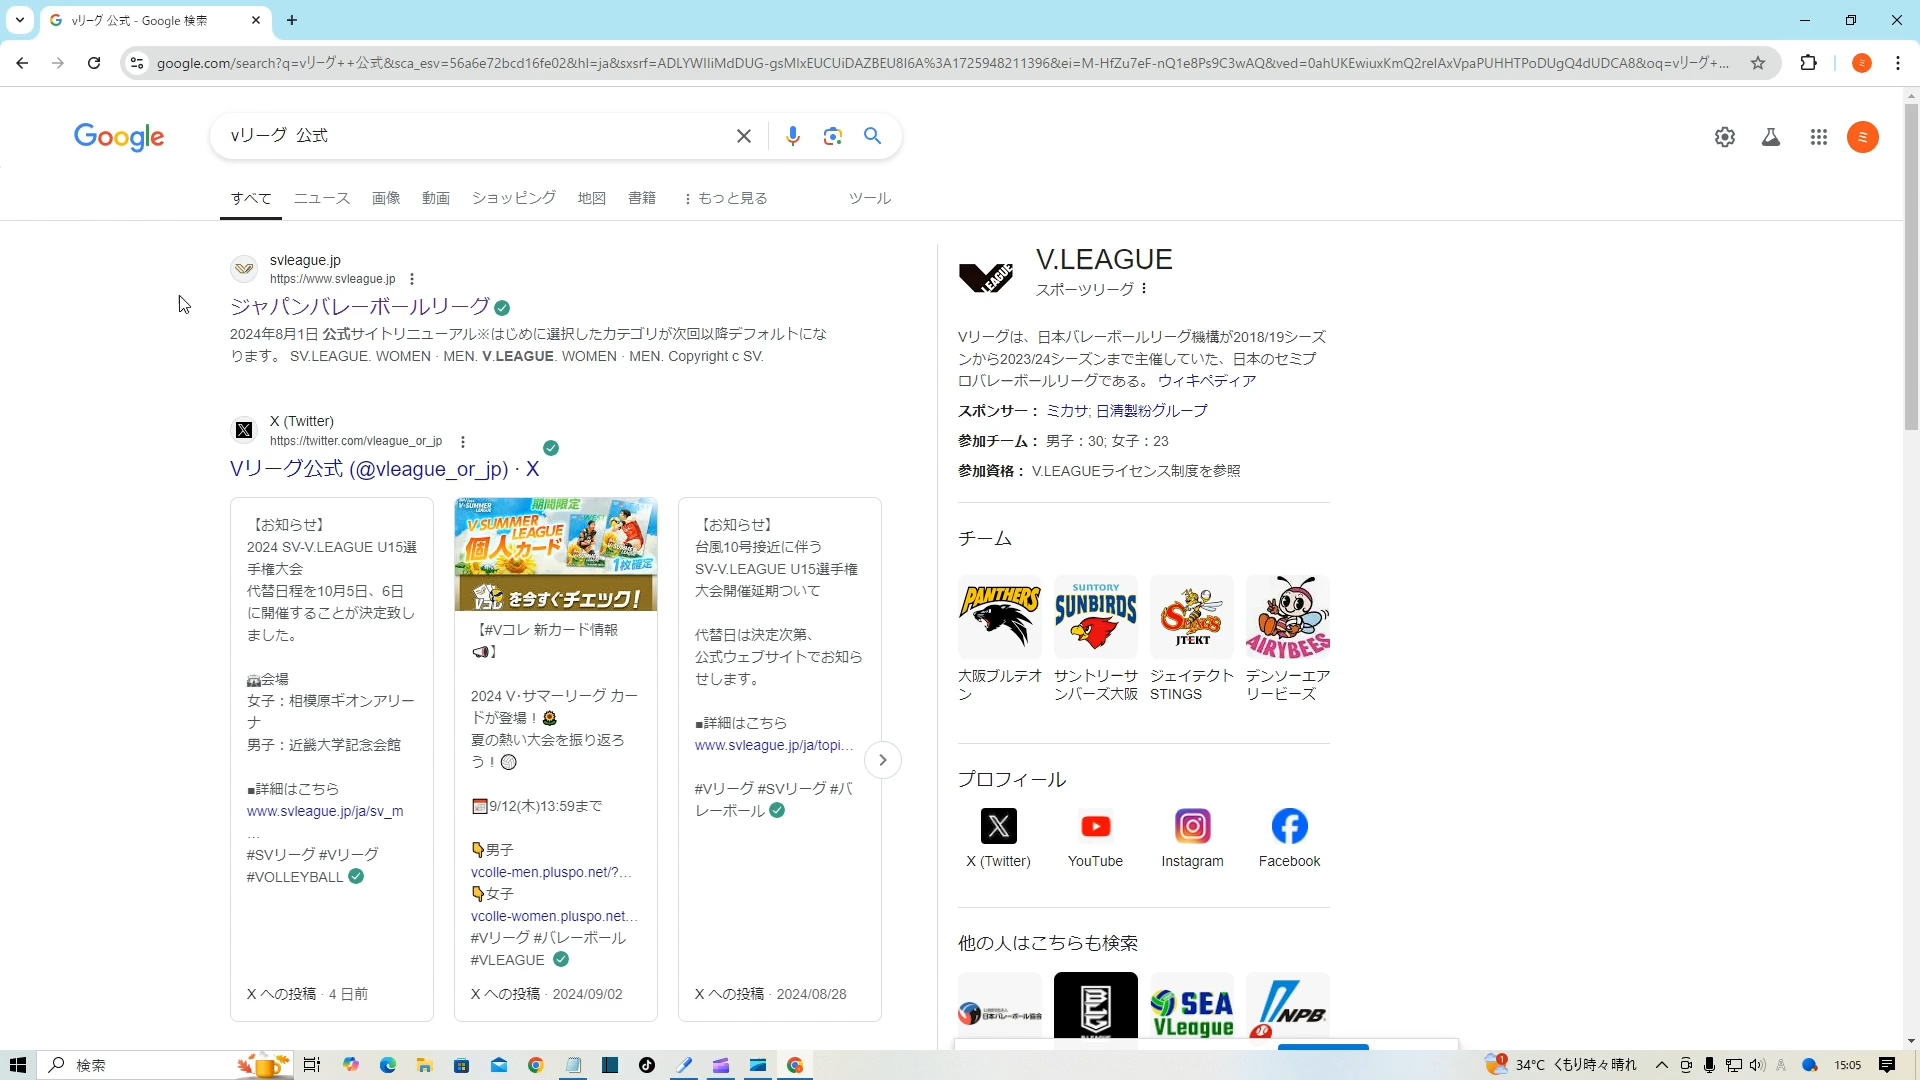 vリーグ 公式 - Google 検索
google.com/search?q=vリーグ++公式&sca_esv=56a6e72bcd16fe02&hl=ja&sxsrf=ADLYWIIiMdDUG-gsMlxEUCUiDAZBEU8I6A%3A1725948211396&ei=M-HfZu7eF-nQ1e8Ps9C3wAQ&ved=0ahUKEwiuxKmQ2reIAxVpaPUHHTPoDUgQ4dUDCA8&oq=vリーグ+...
Google
vリーグ 公式
すべて ニュース 画像 動画 ショッピング 地図 書籍 もっと見る ツール
svleague.jp
https://www.svleague.jp
ジャパンバレーボールリーグ
2024年8月1日 公式サイトリニューアル※はじめに選択したカテゴリが次回以降デフォルトにな
ります。 SV.LEAGUE. WOMEN · MEN. V.LEAGUE. WOMEN · MEN. Copyright c SV.
X (Twitter)
https://twitter.com/vleague_or_jp
Vリーグ公式 (@vleague_or_jp) · X
【お知らせ】
2024 SV-V.LEAGUE U15選
手権大会
代替日程を10月5日、6日
に開催することが決定致し
ました。
🏟会場
女子：相模原ギオンアリー
ナ
男子：近畿大学記念会館
■詳細はこちら
www.svleague.jp/ja/sv_m
...
#SVリーグ #Vリーグ
#VOLLEYBALL
X への投稿 · 4 日前
V·SUMMER LEAGUE
期間限定
V·SUMMER
LEAGUE
個人カード
1枚確定
Vコレ を今すぐチェック！
【#Vコレ 新カード情報
📣】
2024 V･サマーリーグ カー
ドが登場！🌻
夏の熱い大会を振り返ろ
う！🏐
📅9/12(木)13:59まで
👇男子
vcolle-men.pluspo.net/?...
👇女子
vcolle-women.pluspo.net...
#Vリーグ #バレーボール
#VLEAGUE
X への投稿 · 2024/09/02
【お知らせ】
台風10号接近に伴う
SV-V.LEAGUE U15選手権
大会開催延期ついて
代替日は決定次第、
公式ウェブサイトでお知ら
せします。
■詳細はこちら
www.svleague.jp/ja/topi...
#Vリーグ #SVリーグ #バ
レーボール
X への投稿 · 2024/08/28
LEAGUE
V.LEAGUE
スポーツリーグ
Vリーグは、日本バレーボールリーグ機構が2018/19シーズ
ンから2023/24シーズンまで主催していた、日本のセミプ
ロバレーボールリーグである。 ウィキペディア
スポンサー： ミカサ; 日清製粉グループ
参加チーム： 男子：30; 女子：23
参加資格： V.LEAGUEライセンス制度を参照
チーム
PANTHERS
SUNTORY
SUNBIRDS
STINGS
JTEKT
AIRYBEES
大阪ブルテオ
ン
サントリーサ
ンバーズ大阪
ジェイテクト
STINGS
デンソーエア
リービーズ
プロフィール
X (Twitter) YouTube Instagram Facebook
他の人はこちらも検索
日本バレーボール協会
SEA
VLeague
NPB
検索
34°C くもり時々晴れ
15:05